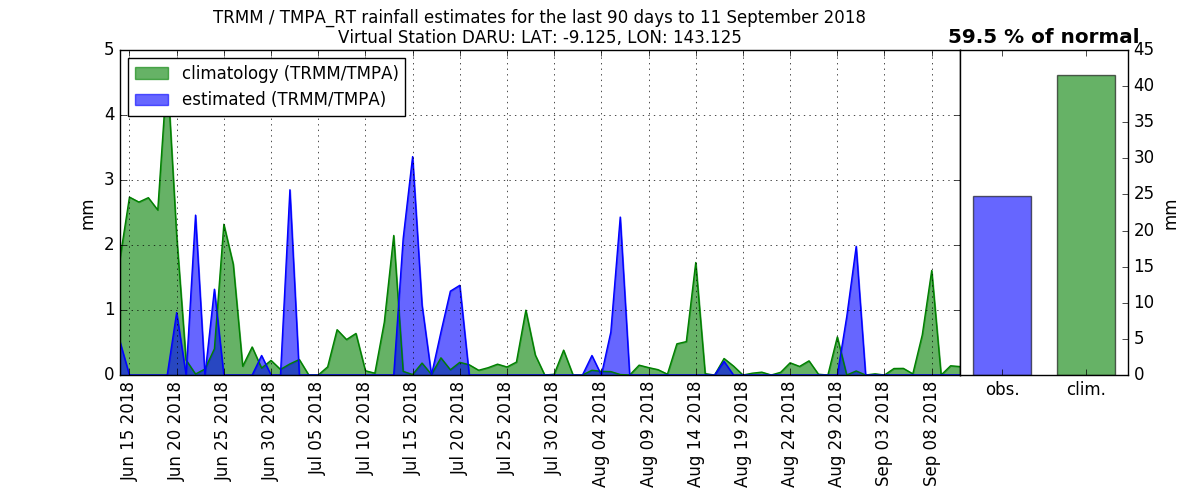 TRMM / TMPA_RT rainfall estimates for the last 90 days to 11 September 2018
Virtual Station DARU: LAT: -9.125, LON: 143.125
59.5 % of normal
climatology (TRMM/TMPA)
estimated (TRMM/TMPA)
5
4
3
2
1
0
mm
Jun 15 2018
Jun 20 2018
Jun 25 2018
Jun 30 2018
Jul 05 2018
Jul 10 2018
Jul 15 2018
Jul 20 2018
Jul 25 2018
Jul 30 2018
Aug 04 2018
Aug 09 2018
Aug 14 2018
Aug 19 2018
Aug 24 2018
Aug 29 2018
Sep 03 2018
Sep 08 2018
obs.
clim.
45
40
35
30
25
20
15
10
5
0
mm